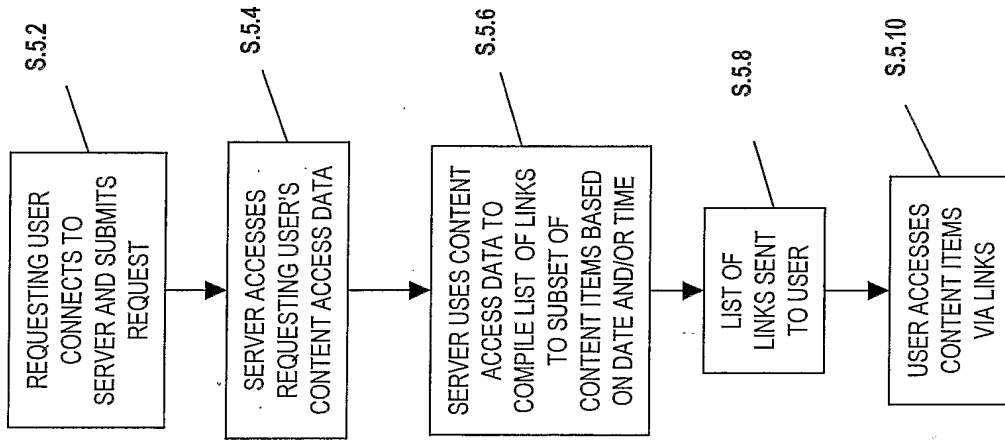 REQUESTING USER
CONNECTS TO
SERVER AND SUBMITS
REQUEST
S.5.2
SERVER ACCESSES
REQUESTING USER'S
CONTENT ACCESS DATA
S.5.4
SERVER USES CONTENT
ACCESS DATA TO
COMPILE LIST OF LINKS
TO SUBSET OF
CONTENT ITEMS BASED
ON DATE AND/OR TIME
S.5.6
LIST OF
LINKS SENT
TO USER
S.5.8
USER ACCESSES
CONTENT ITEMS
VIA LINKS
S.5.10